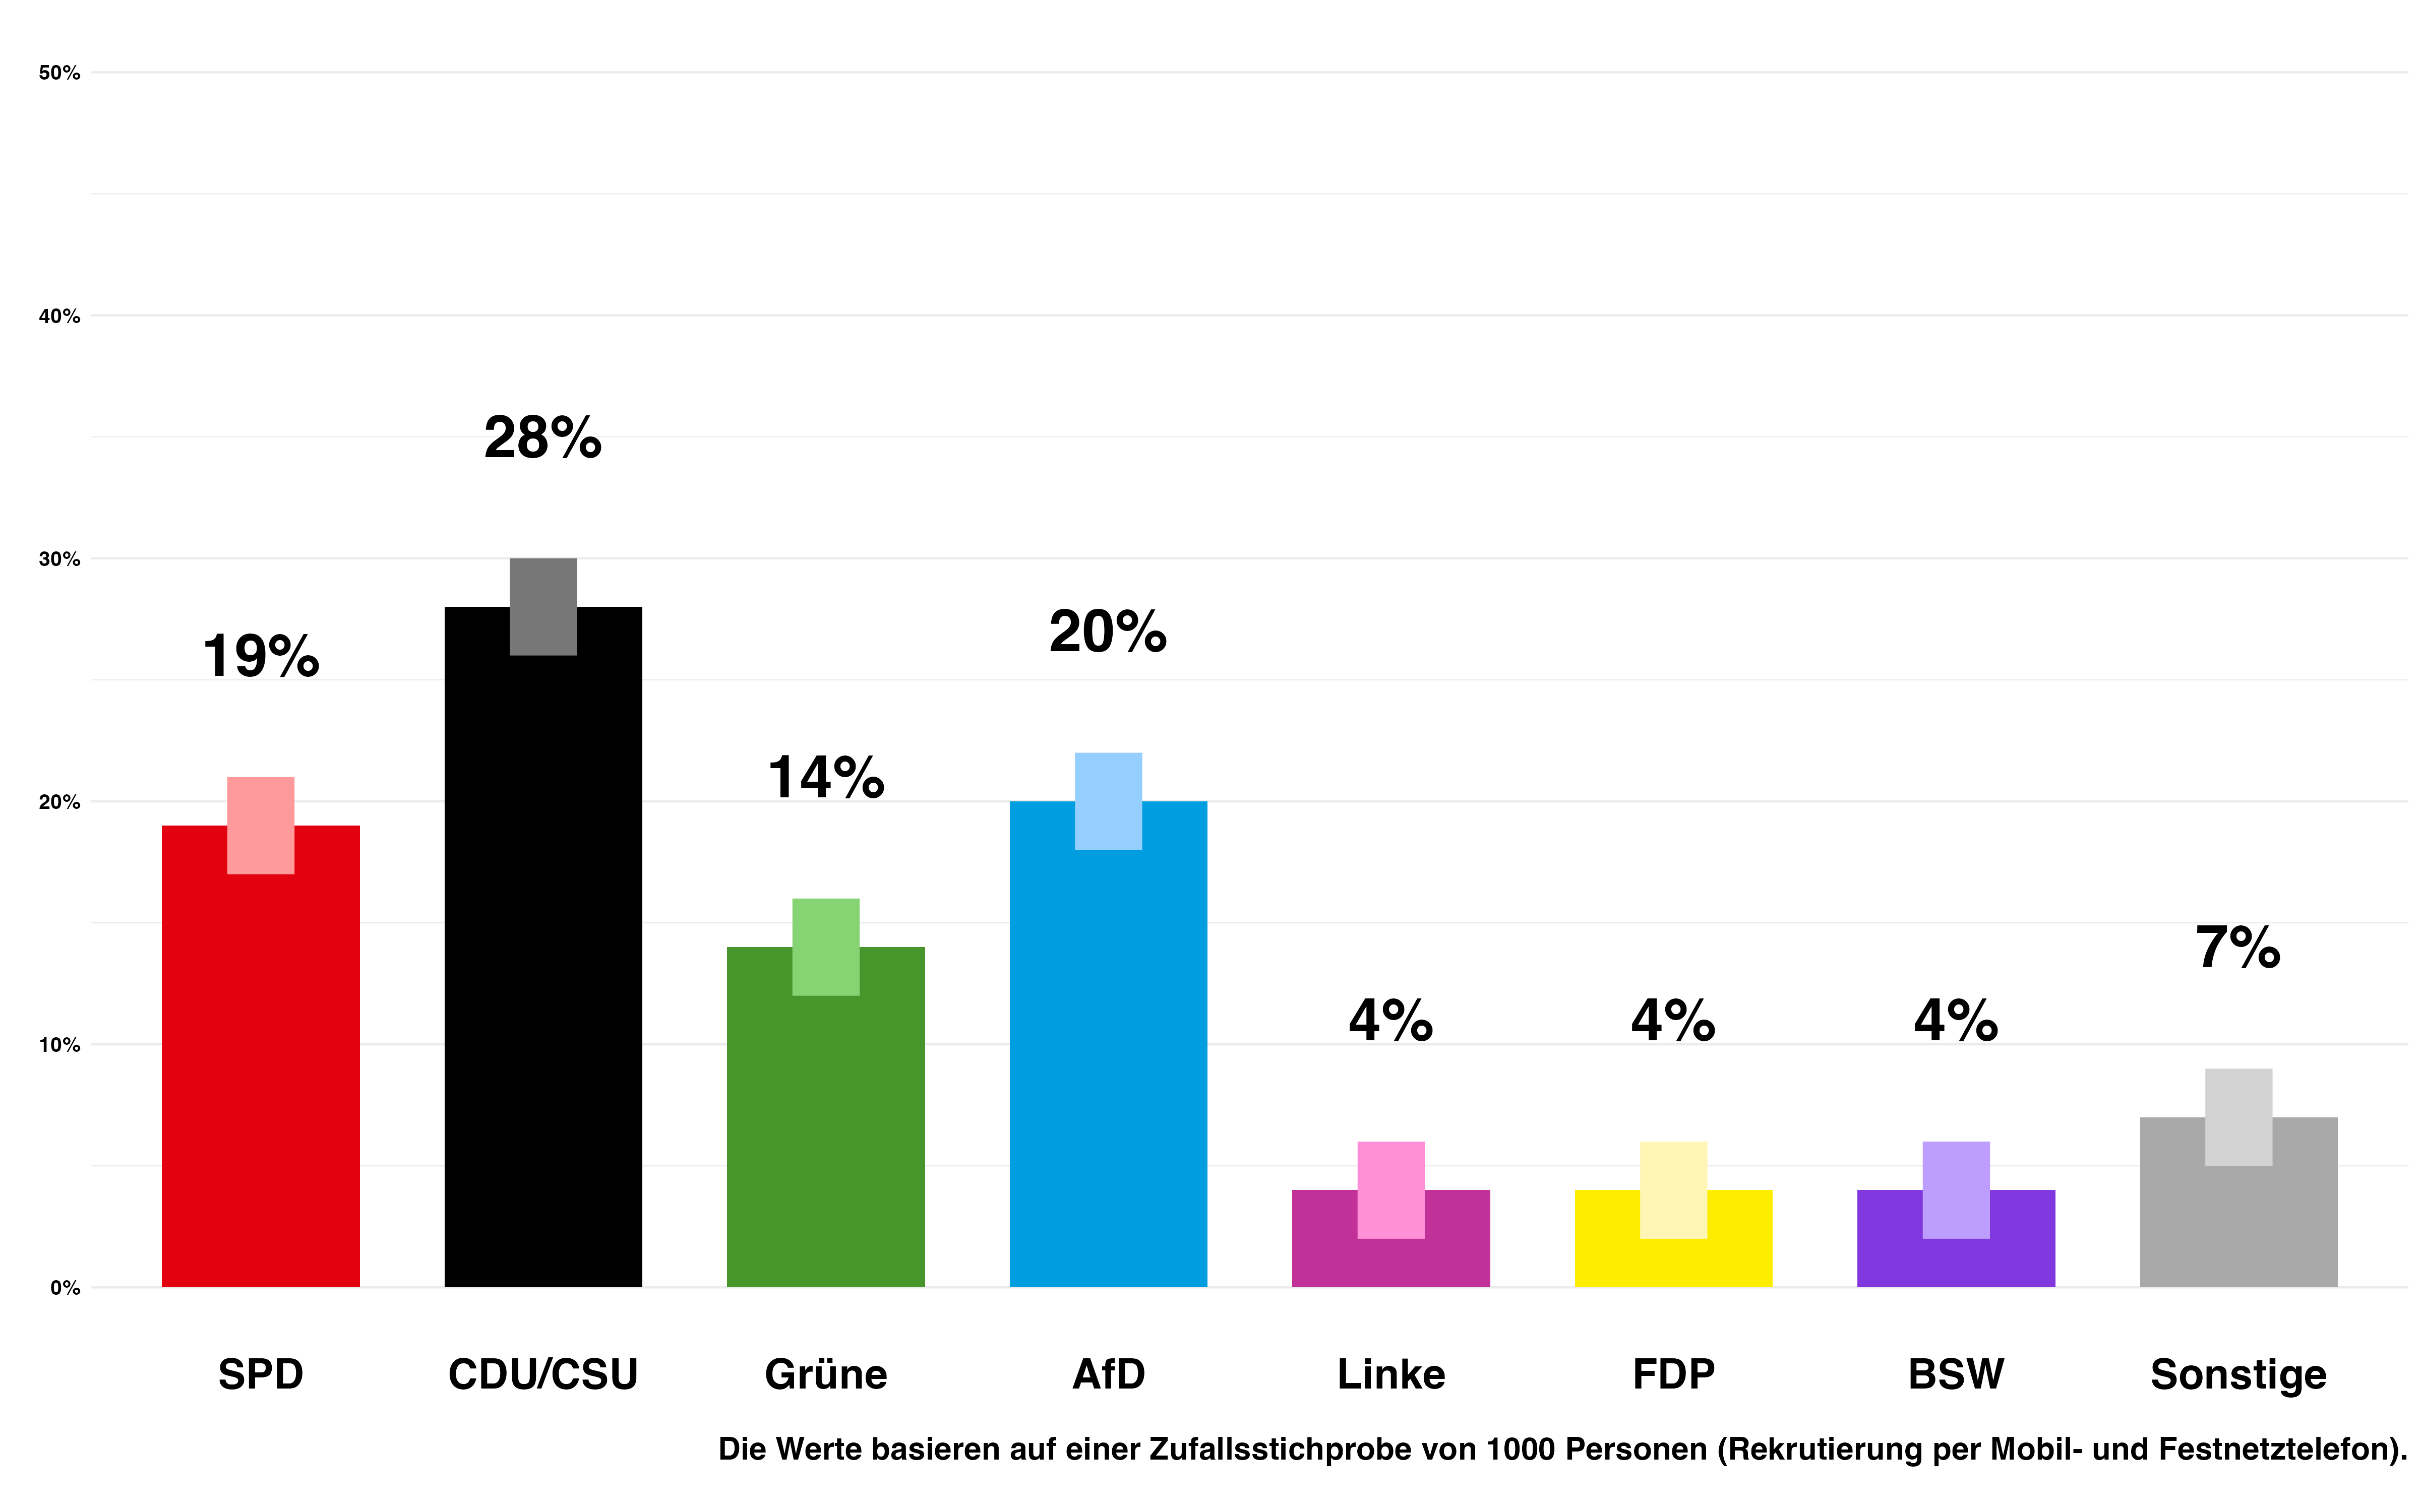 50%
40%
30%
20%
10%
0%
19%
28%
14%
20%
4%
4%
4%
7%
SPD
CDU/CSU
Grüne
AfD
Linke
FDP
BSW
Sonstige
Die Werte basieren auf einer Zufallsstichprobe von 1000 Personen (Rekrutierung per Mobil- und Festnetztelefon).